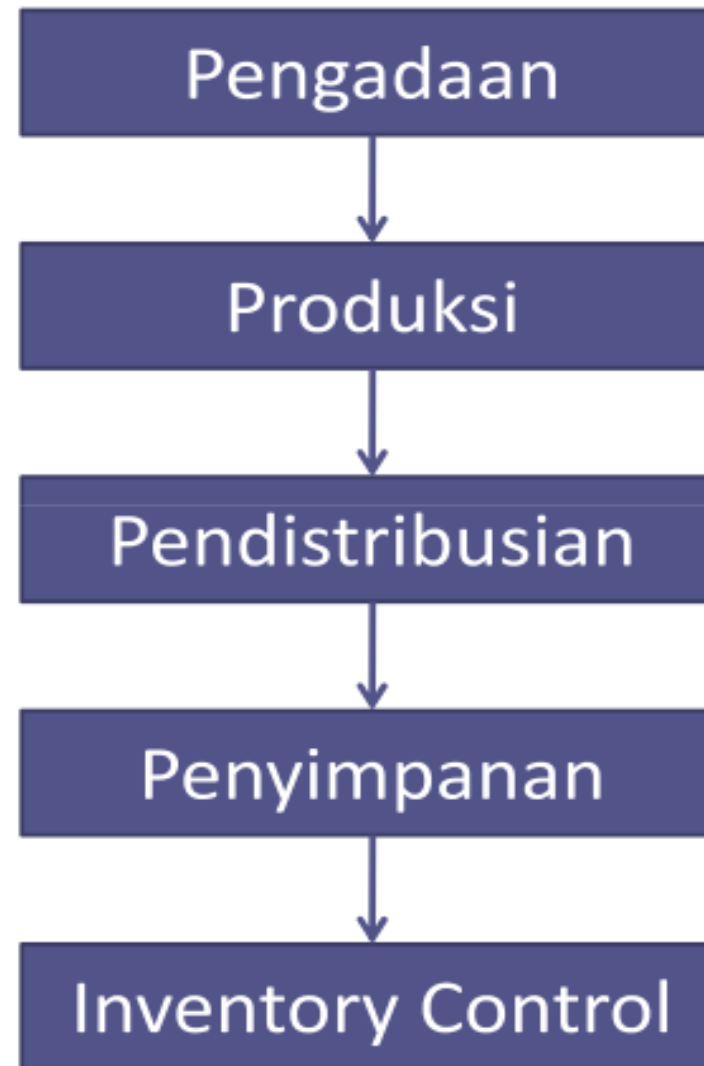 Pengadaan
Produksi
Pendistribusian
Penyimpanan
Inventory Control